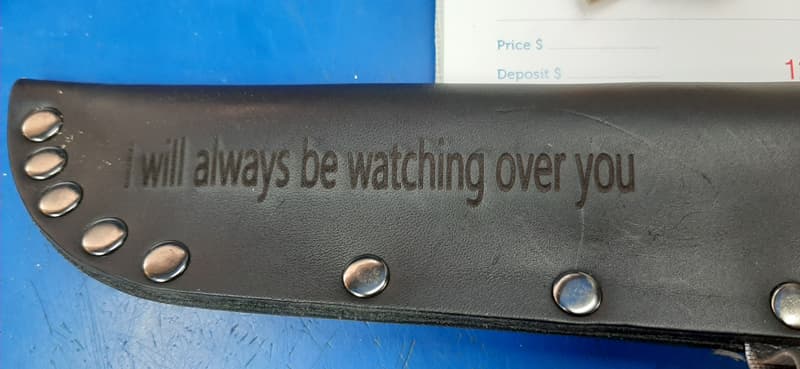 Price $
Deposit $
I will always be watching over you